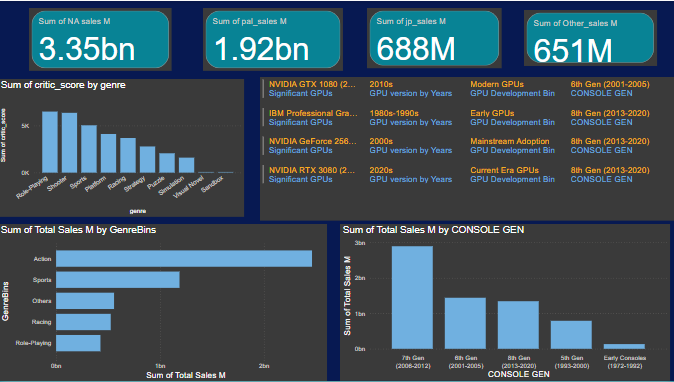 Sum of NA sales M
3.35bn
Sum of pal_sales M
1.92bn
Sum of jp_sales M
688M
Sum of Other_sales M
651M
Sum of critic_score by genre
Sum of critic_score
5K
0K
Role-Playing
Shooter
Sports
Platform
Racing
Strategy
Puzzle
Simulation
Visual Novel
Sandbox
genre
NVIDIA GTX 1080 (2... 2010s Modern GPUs 6th Gen (2001-2005)
Significant GPUs GPU version by Years GPU Development Bin CONSOLE GEN
IBM Professional Gra... 1980s-1990s Early GPUs 8th Gen (2013-2020)
Significant GPUs GPU version by Years GPU Development Bin CONSOLE GEN
NVIDIA GeForce 256... 2000s Mainstream Adoption 8th Gen (2013-2020)
Significant GPUs GPU version by Years GPU Development Bin CONSOLE GEN
NVIDIA RTX 3080 (2... 2020s Current Era GPUs 8th Gen (2013-2020)
Significant GPUs GPU version by Years GPU Development Bin CONSOLE GEN
Sum of Total Sales M by GenreBins
GenreBins
Action
Sports
Others
Racing
Role-Playing
0bn 1bn 2bn
Sum of Total Sales M
Sum of Total Sales M by CONSOLE GEN
Sum of Total Sales M
3bn
2bn
1bn
0bn
7th Gen 6th Gen 8th Gen 5th Gen Early Consoles
(2006-2012) (2001-2005) (2013-2020) (1993-2000) (1972-1992)
CONSOLE GEN